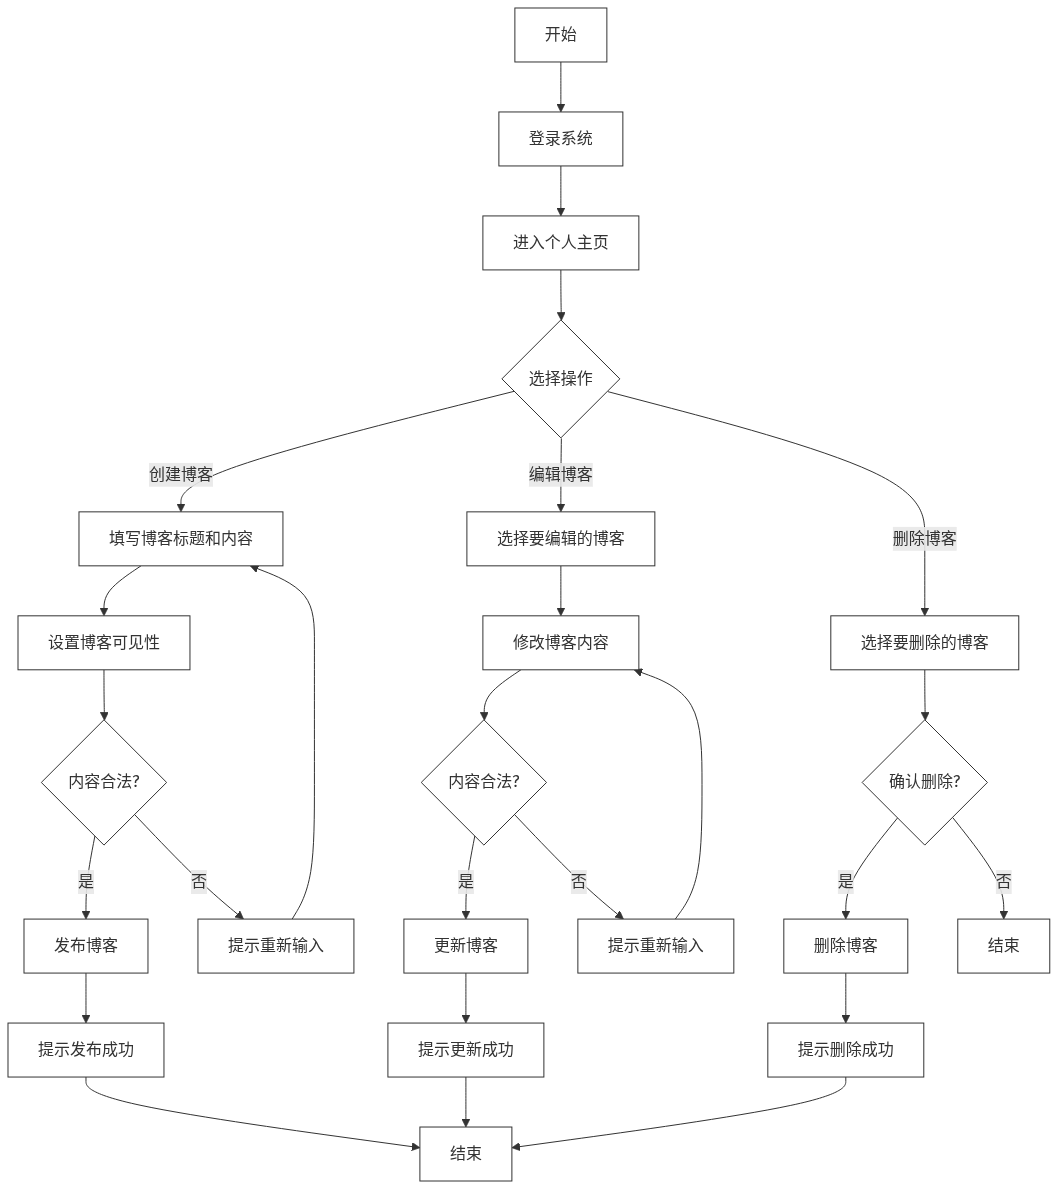 开始
登录系统
进入个人主页
选择操作
创建博客
编辑博客
删除博客
填写博客标题和内容
选择要编辑的博客
设置博客可见性
修改博客内容
选择要删除的博客
内容合法?
内容合法?
确认删除?
是
否
是
否
是
否
发布博客
提示重新输入
更新博客
提示重新输入
删除博客
结束
提示发布成功
提示更新成功
提示删除成功
结束